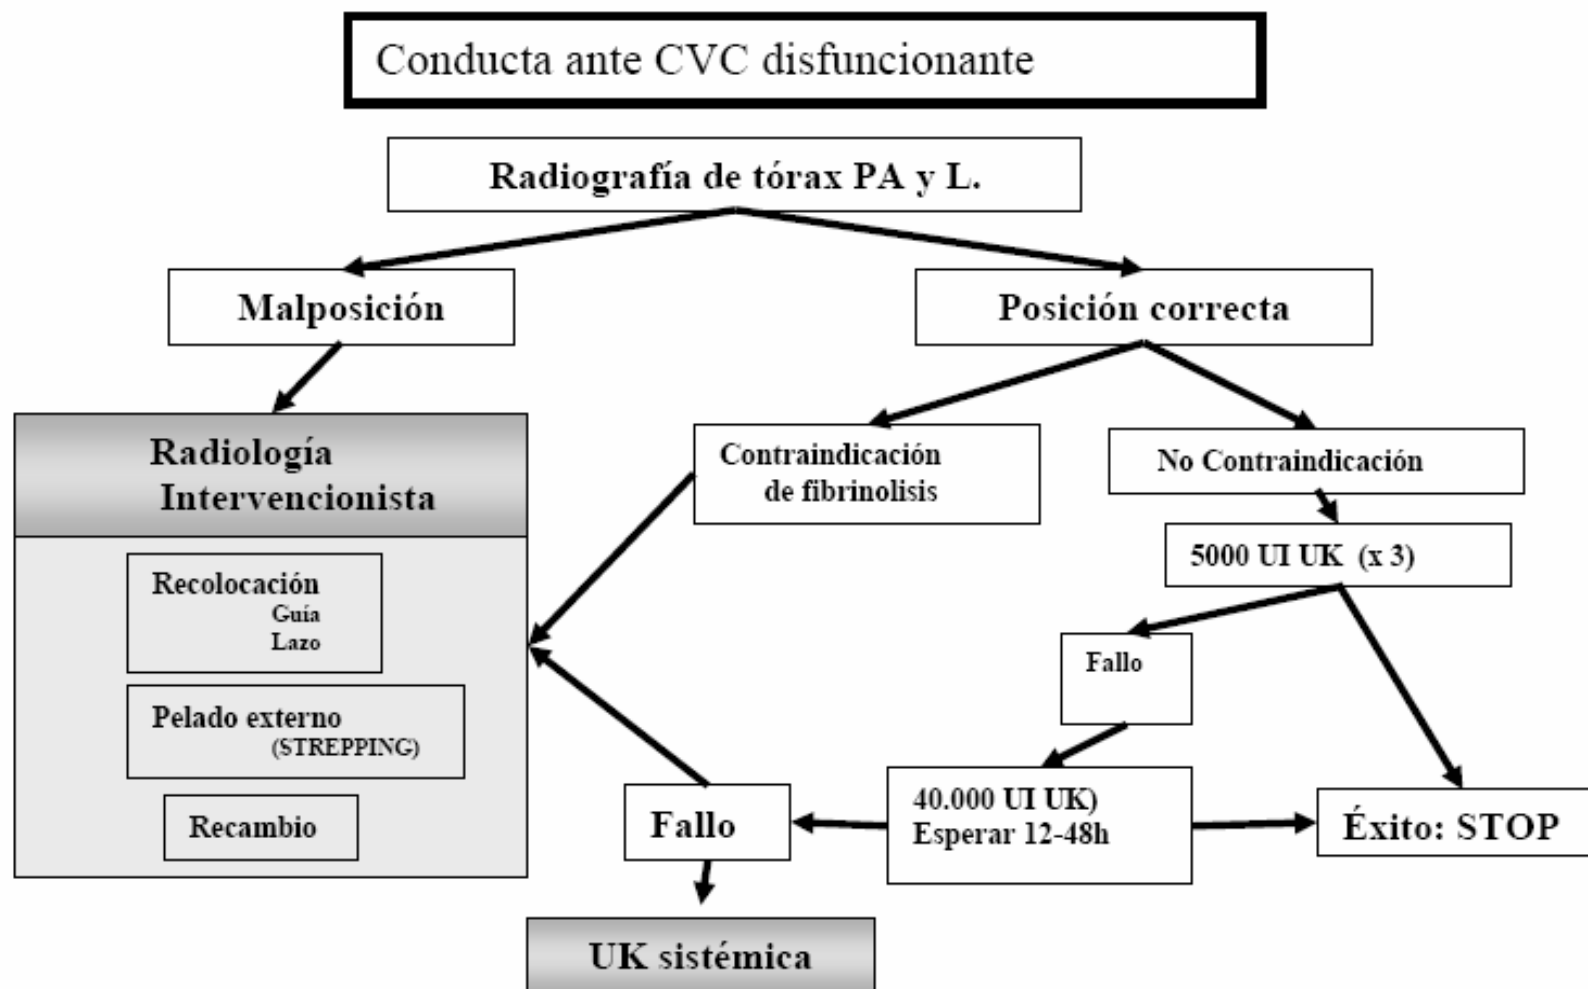 Conducta ante CVC disfuncionante
Radiografía de tórax PA y L.
Malposición
Posición correcta
Radiología
Intervencionista
Contraindicación
de fibrinolisis
No Contraindicación
5000 UI UK (x 3)
Recolocación
Guía
Lazo
Fallo
Pelado externo
(STREPPING)
Recambio
Fallo
40.000 UI UK)
Esperar 12-48h
Éxito: STOP
UK sistémica